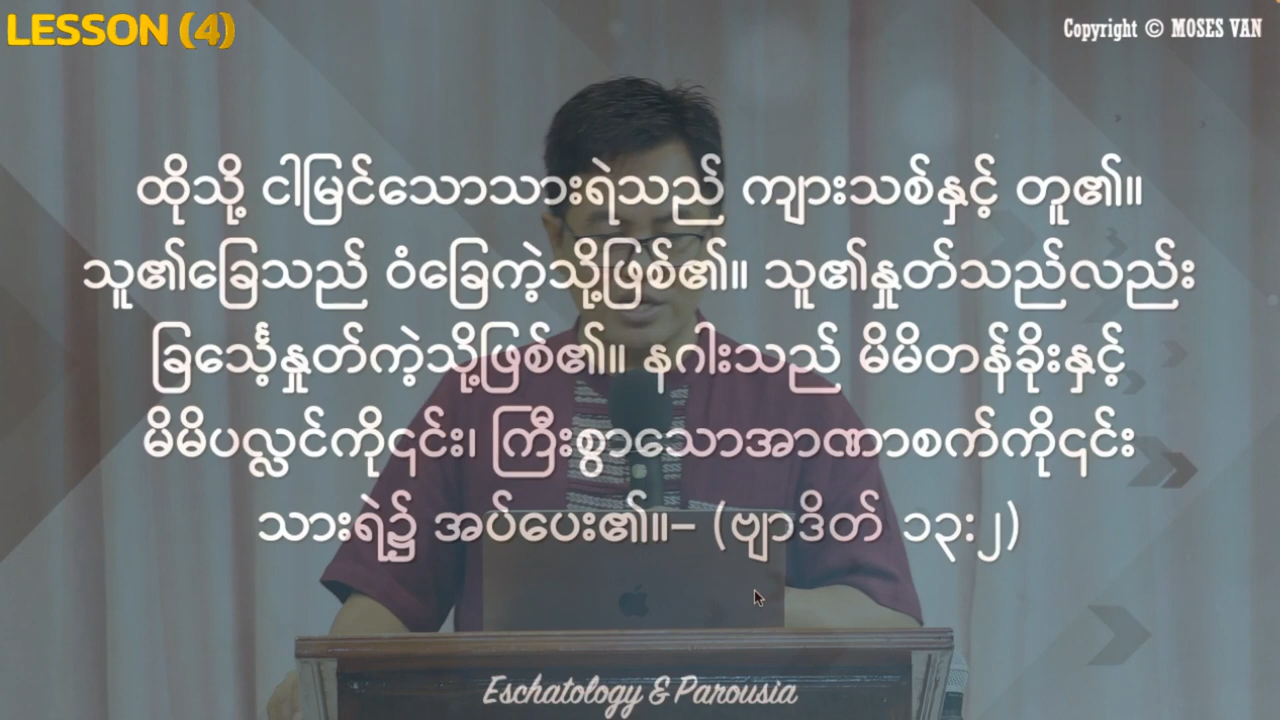 LESSON (4)
Copyright © MOSES VAN
ထိုသို့ ငါမြင်သောသားရဲသည် ကျားသစ်နှင့် တူ၏။
သူ၏ခြေသည် ဝံခြေကဲ့သို့ဖြစ်၏။ သူ၏နှုတ်သည်လည်း
ခြင်္သေ့နှုတ်ကဲ့သို့ဖြစ်၏။ နဂါးသည် မိမိတန်ခိုးနှင့်
မိမိပလ္လင်ကို၎င်း၊ ကြီးစွာသောအာဏာစက်ကို၎င်း
သားရဲ၌ အပ်ပေး၏။– (ဗျာဒိတ် ၁၃:၂)
Eschatology & Parousia